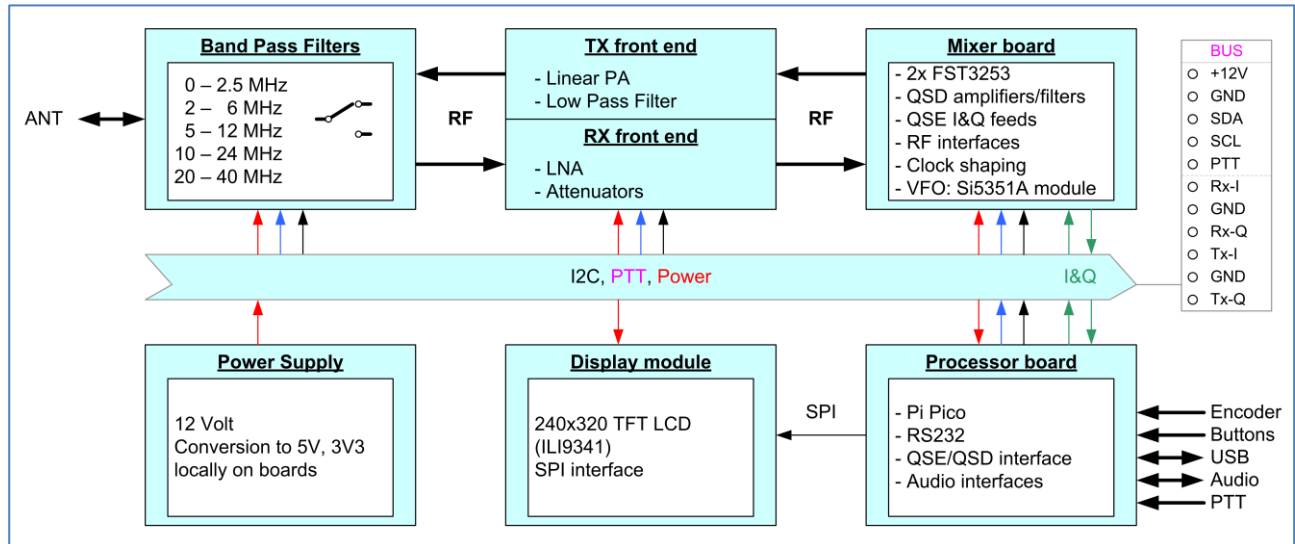 Band Pass Filters
0 – 2.5 MHz
2 – 6 MHz
5 – 12 MHz
10 – 24 MHz
20 – 40 MHz
ANT
RF
TX front end
- Linear PA
- Low Pass Filter
RX front end
- LNA
- Attenuators
RF
Mixer board
- 2x FST3253
- QSD amplifiers/filters
- QSE I&Q feeds
- RF interfaces
- Clock shaping
- VFO: Si5351A module
BUS
+12V
GND
SDA
SCL
PTT
Rx-I
GND
Rx-Q
Tx-I
GND
Tx-Q
I2C, PTT, Power
I&Q
Power Supply
12 Volt
Conversion to 5V, 3V3
locally on boards
Display module
240x320 TFT LCD
(ILI9341)
SPI interface
SPI
Processor board
- Pi Pico
- RS232
- QSE/QSD interface
- Audio interfaces
Encoder
Buttons
USB
Audio
PTT